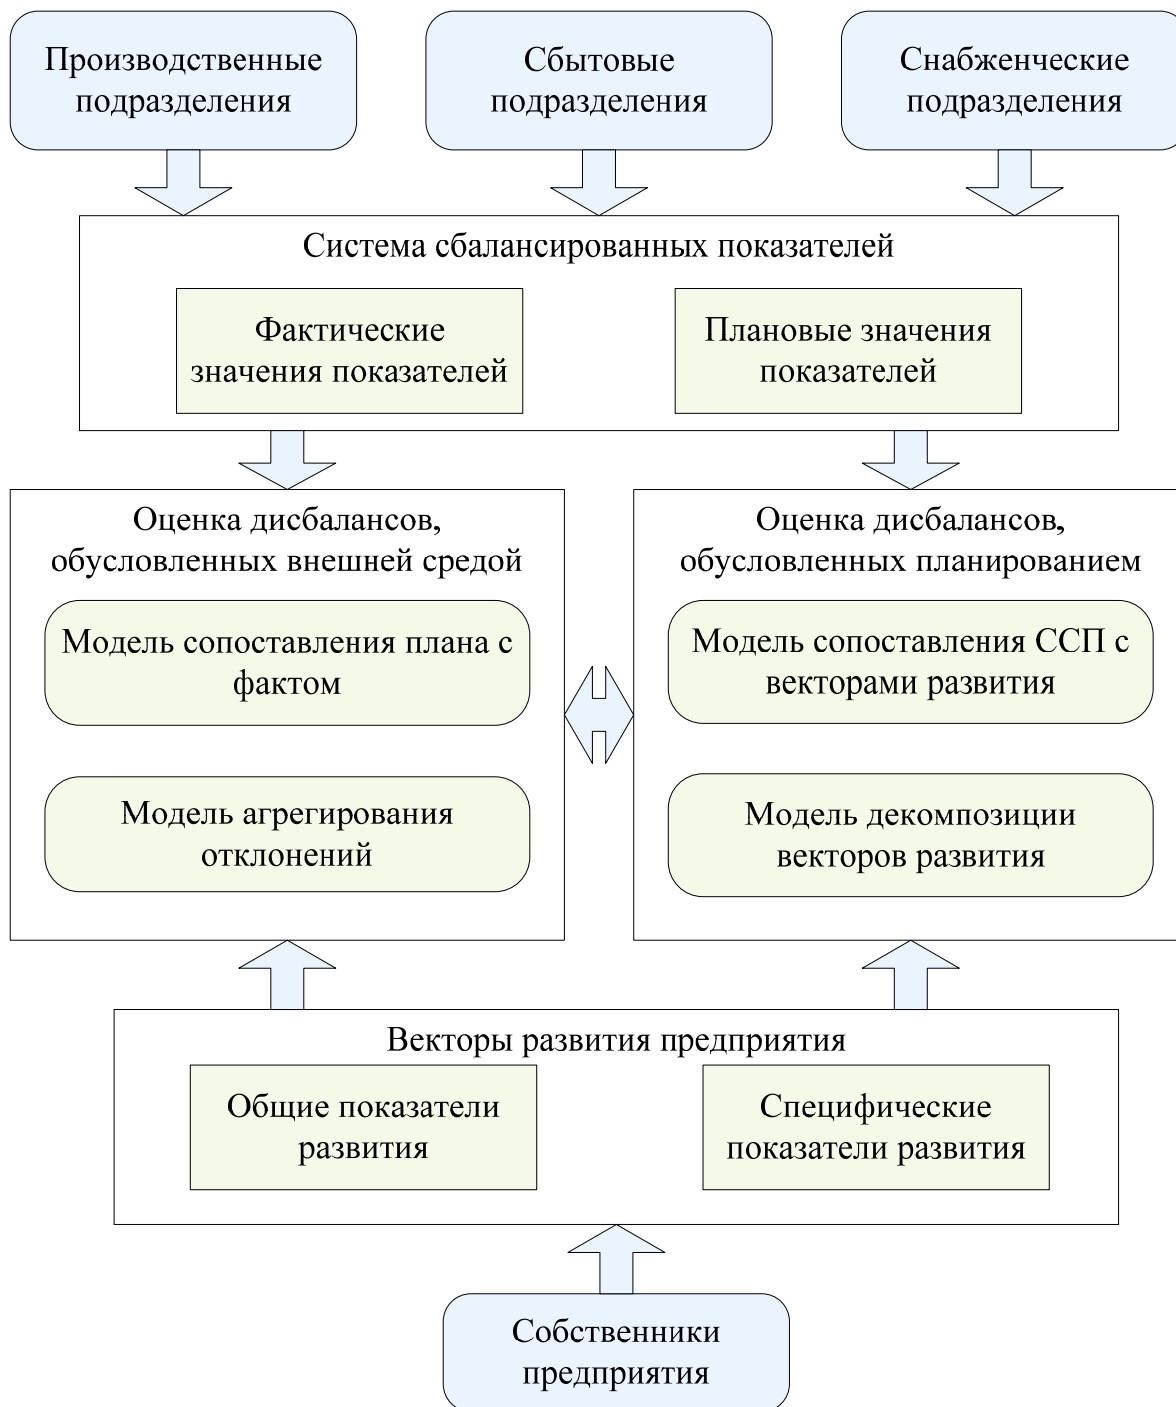 Производственные
подразделения
Сбытовые
подразделения
Снабженческие
подразделения
Система сбалансированных показателей
Фактические
значения показателей
Плановые значения
показателей
Оценка дисбалансов,
обусловленных внешней средой
Модель сопоставления плана с
фактом
Модель агрегирования
отклонений
Оценка дисбалансов,
обусловленных планированием
Модель сопоставления ССП с
векторами развития
Модель декомпозиции
векторов развития
Векторы развития предприятия
Общие показатели
развития
Специфические
показатели развития
Собственники
предприятия